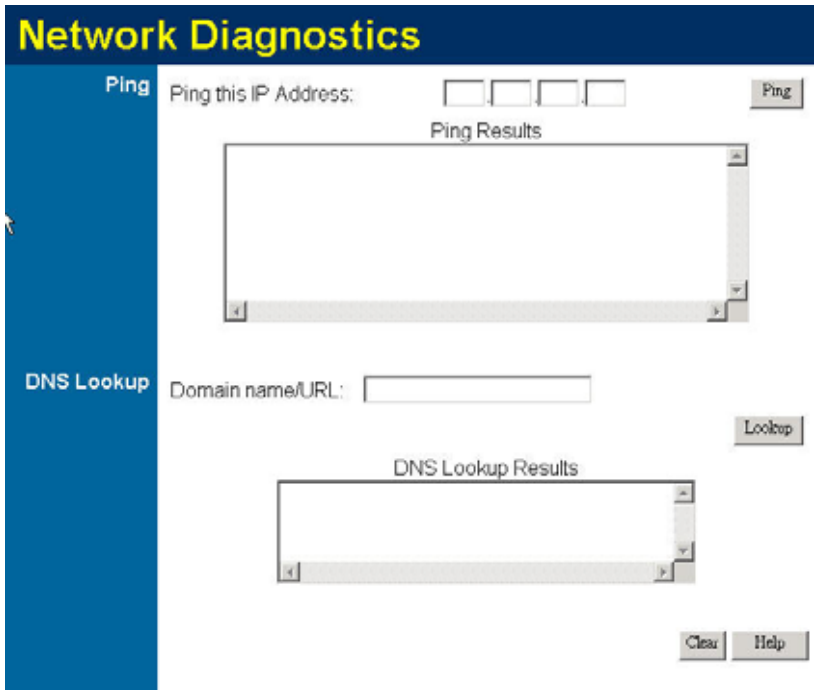 Network Diagnostics
Ping
Ping this IP Address: . . .
Ping
Ping Results
DNS Lookup
Domain name/URL:
Lookup
DNS Lookup Results
Clear
Help